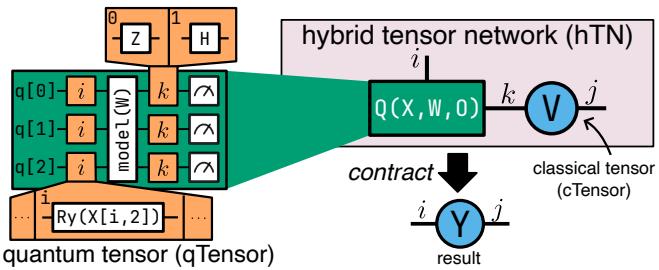 0 1
Z H
hybrid tensor network (hTN)
i
q[0] i model(W) k
q[1] i k
q[2] i k
Q(X,W,O) k V j
classical tensor
(cTensor)
contract
i
... Ry(X[i,2]) ...
i Y j
result
quantum tensor (qTensor)